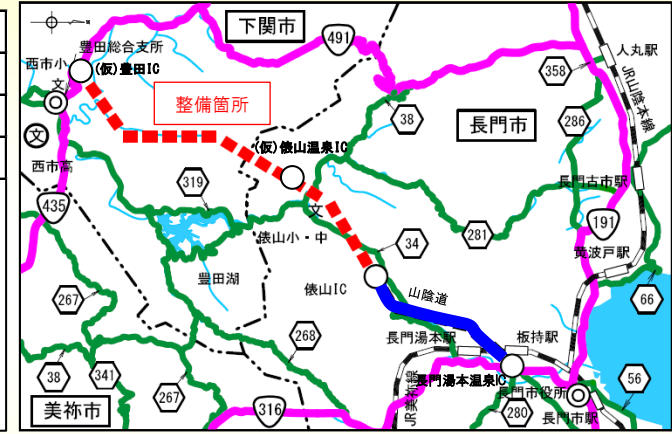 下関市
491
人丸駅
豊田総合支所
西市小
(仮)豊田IC
文
358
JR山陰本線
整備箇所
38
長門市
286
文
(仮)俵山温泉IC
西市高
319
長門古市駅
435
文
191
俵山小・中
34
281
黄波戸駅
豊田湖
俵山IC
山陰道
66
267
268
長門湯本駅
板持駅
38
341
267
長門湯本温泉IC
56
JR美祢線
長門市役所
美祢市
316
280
長門市駅